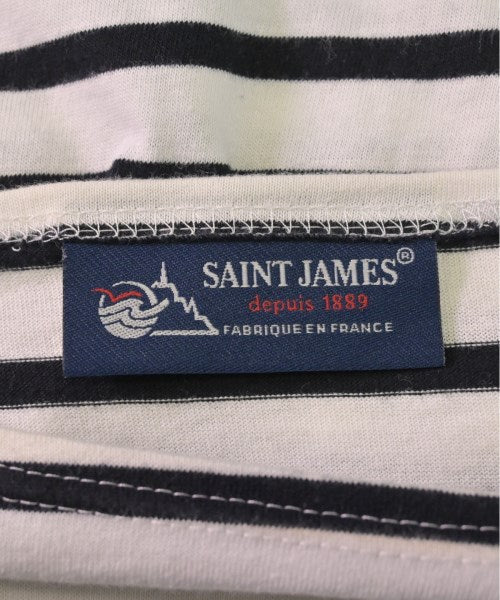 SAINT JAMES®
depuis 1889
FABRIQUE EN FRANCE